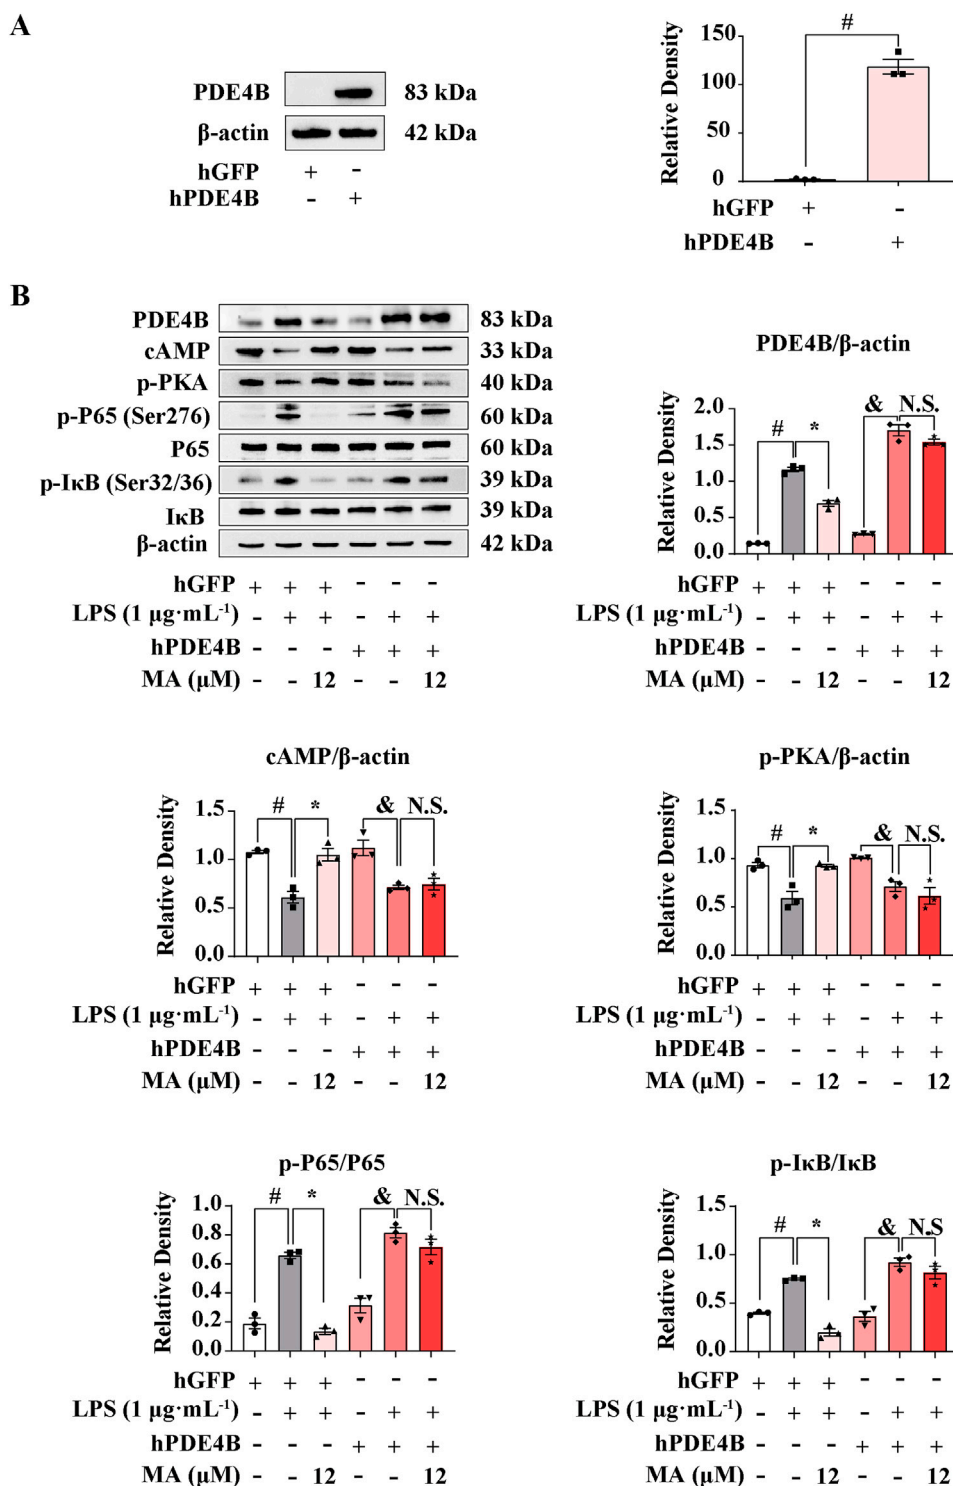 A
PDE4B 83 kDa
β-actin 42 kDa
hGFP + -
hPDE4B - +
Relative Density
150
100
50
0
#
hGFP + -
hPDE4B - +
B
PDE4B 83 kDa
cAMP 33 kDa
p-PKA 40 kDa
p-P65 (Ser276) 60 kDa
P65 60 kDa
p-IκB (Ser32/36) 39 kDa
IκB 39 kDa
β-actin 42 kDa
hGFP + + + - - -
LPS (1 μg·mL⁻¹) - + + - + +
hPDE4B - - - + + +
MA (μM) - - 12 - - 12
PDE4B/β-actin
Relative Density
2.0
1.5
1.0
0.5
0.0
# * & N.S.
hGFP + + + - - -
LPS (1 μg·mL⁻¹) - + + - + +
hPDE4B - - - + + +
MA (μM) - - 12 - - 12
cAMP/β-actin
Relative Density
1.5
1.0
0.5
0.0
# * & N.S.
hGFP + + + - - -
LPS (1 μg·mL⁻¹) - + + - + +
hPDE4B - - - + + +
MA (μM) - - 12 - - 12
p-PKA/β-actin
Relative Density
1.5
1.0
0.5
0.0
# * & N.S.
hGFP + + + - - -
LPS (1 μg·mL⁻¹) - + + - + +
hPDE4B - - - + + +
MA (μM) - - 12 - - 12
p-P65/P65
Relative Density
1.0
0.8
0.6
0.4
0.2
0.0
# * & N.S.
hGFP + + + - - -
LPS (1 μg·mL⁻¹) - + + - + +
hPDE4B - - - + + +
MA (μM) - - 12 - - 12
p-IκB/IκB
Relative Density
1.5
1.0
0.5
0.0
# * & N.S
hGFP + + + - - -
LPS (1 μg·mL⁻¹) - + + - + +
hPDE4B - - - + + +
MA (μM) - - 12 - - 12